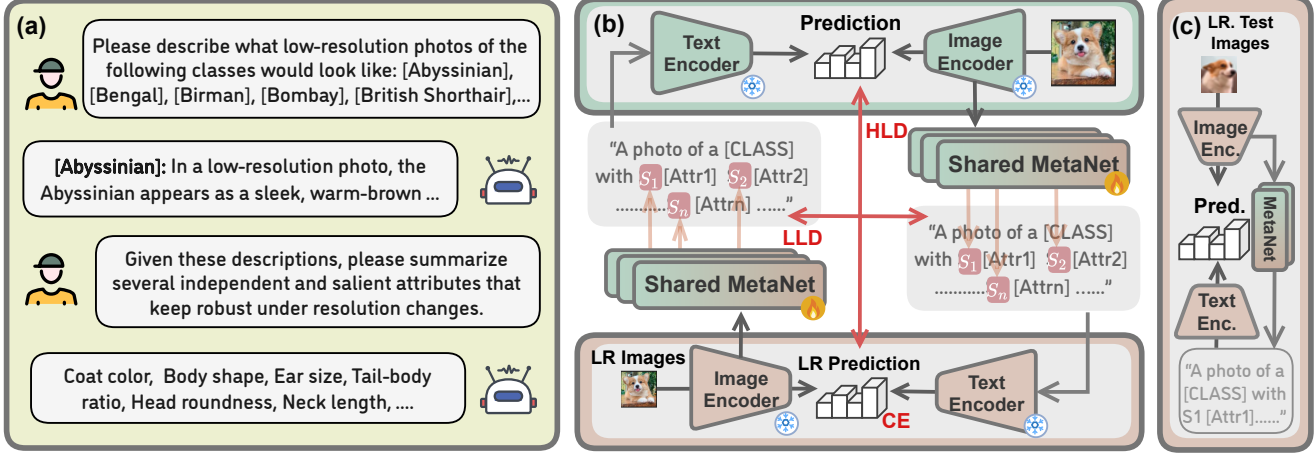 (a)
Please describe what low-resolution photos of the
following classes would look like: [Abyssinian],
[Bengal], [Birman], [Bombay], [British Shorthair],...
[Abyssinian]: In a low-resolution photo, the
Abyssinian appears as a sleek, warm-brown ...
Given these descriptions, please summarize
several independent and salient attributes that
keep robust under resolution changes.
Coat color, Body shape, Ear size, Tail-body
ratio, Head roundness, Neck length, ....
(b)
Text
Encoder
Prediction
Image
Encoder
HLD
"A photo of a [CLASS]
with S1 [Attr1] S2 [Attr2]
............Sn [Attrn] ......"
Shared MetaNet
LLD
"A photo of a [CLASS]
with S1 [Attr1] S2 [Attr2]
............Sn [Attrn] ......"
Shared MetaNet
LR Images
Image
Encoder
LR Prediction
CE
Text
Encoder
(c)
LR. Test
Images
Image
Enc.
Pred.
MetaNet
Text
Enc.
"A photo of a
[CLASS] with
S1 [Attr1]......"